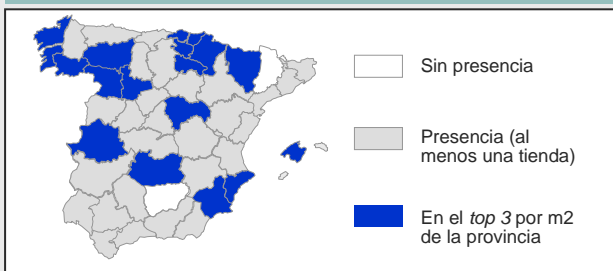 Sin presencia
Presencia (al
menos una tienda)
En el top 3 por m2
de la provincia